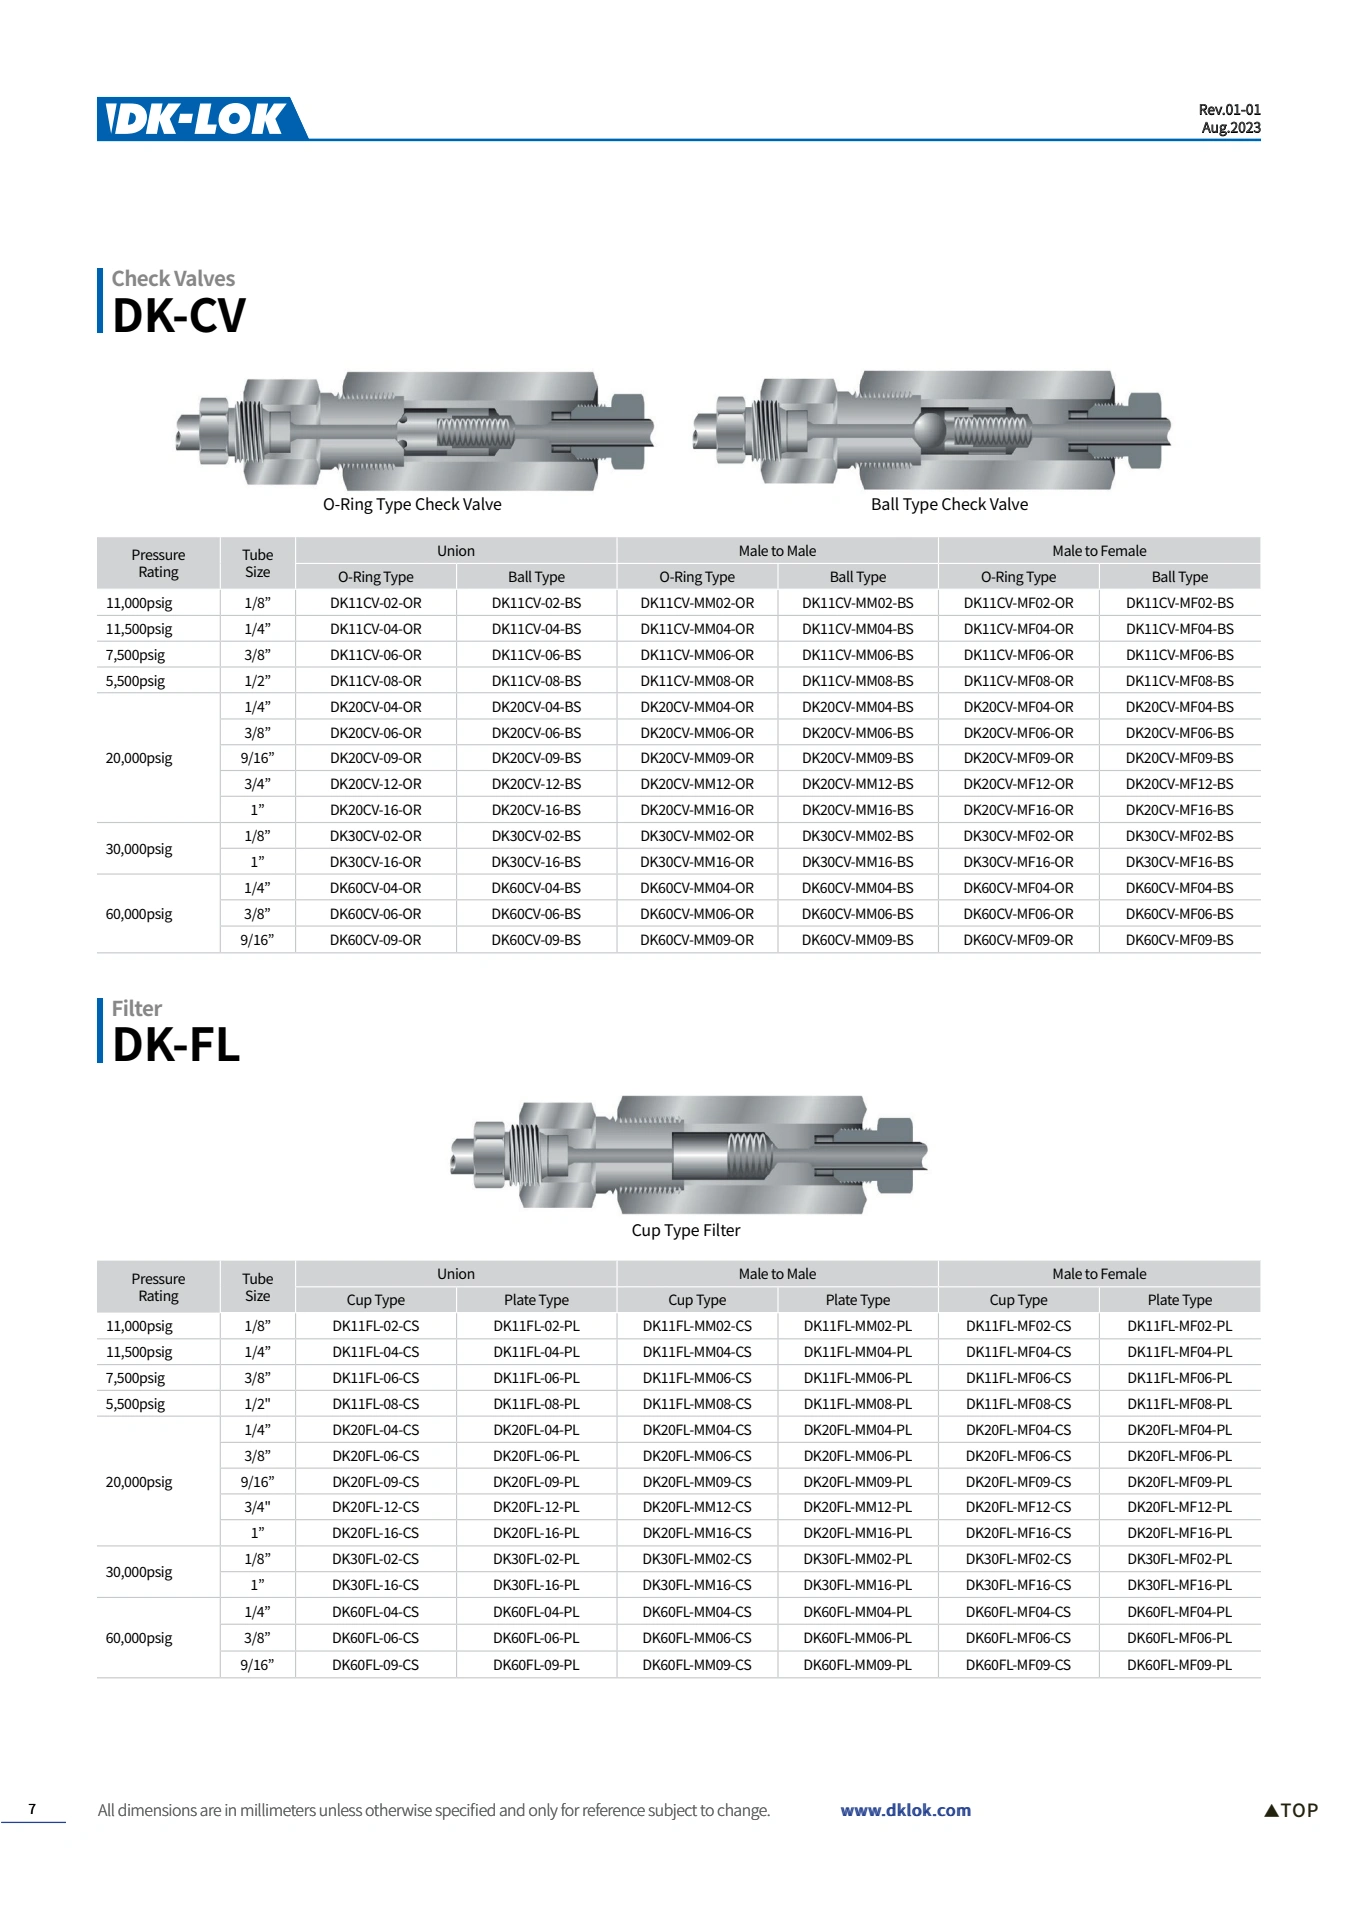 DK-LOK
Rev.01-01
Aug.2023
Check Valves
DK-CV
O-Ring Type Check Valve
Ball Type Check Valve
Pressure Rating Tube Size Union Male to Male Male to Female
O-Ring Type Ball Type O-Ring Type Ball Type O-Ring Type Ball Type
11,000psig 1/8” DK11CV-02-OR DK11CV-02-BS DK11CV-MM02-OR DK11CV-MM02-BS DK11CV-MF02-OR DK11CV-MF02-BS
11,500psig 1/4” DK11CV-04-OR DK11CV-04-BS DK11CV-MM04-OR DK11CV-MM04-BS DK11CV-MF04-OR DK11CV-MF04-BS
7,500psig 3/8” DK11CV-06-OR DK11CV-06-BS DK11CV-MM06-OR DK11CV-MM06-BS DK11CV-MF06-OR DK11CV-MF06-BS
5,500psig 1/2” DK11CV-08-OR DK11CV-08-BS DK11CV-MM08-OR DK11CV-MM08-BS DK11CV-MF08-OR DK11CV-MF08-BS
20,000psig 1/4” DK20CV-04-OR DK20CV-04-BS DK20CV-MM04-OR DK20CV-MM04-BS DK20CV-MF04-OR DK20CV-MF04-BS
3/8” DK20CV-06-OR DK20CV-06-BS DK20CV-MM06-OR DK20CV-MM06-BS DK20CV-MF06-OR DK20CV-MF06-BS
9/16” DK20CV-09-OR DK20CV-09-BS DK20CV-MM09-OR DK20CV-MM09-BS DK20CV-MF09-OR DK20CV-MF09-BS
3/4” DK20CV-12-OR DK20CV-12-BS DK20CV-MM12-OR DK20CV-MM12-BS DK20CV-MF12-OR DK20CV-MF12-BS
1” DK20CV-16-OR DK20CV-16-BS DK20CV-MM16-OR DK20CV-MM16-BS DK20CV-MF16-OR DK20CV-MF16-BS
30,000psig 1/8” DK30CV-02-OR DK30CV-02-BS DK30CV-MM02-OR DK30CV-MM02-BS DK30CV-MF02-OR DK30CV-MF02-BS
1” DK30CV-16-OR DK30CV-16-BS DK30CV-MM16-OR DK30CV-MM16-BS DK30CV-MF16-OR DK30CV-MF16-BS
60,000psig 1/4” DK60CV-04-OR DK60CV-04-BS DK60CV-MM04-OR DK60CV-MM04-BS DK60CV-MF04-OR DK60CV-MF04-BS
3/8” DK60CV-06-OR DK60CV-06-BS DK60CV-MM06-OR DK60CV-MM06-BS DK60CV-MF06-OR DK60CV-MF06-BS
9/16” DK60CV-09-OR DK60CV-09-BS DK60CV-MM09-OR DK60CV-MM09-BS DK60CV-MF09-OR DK60CV-MF09-BS
Filter
DK-FL
Cup Type Filter
Pressure Rating Tube Size Union Male to Male Male to Female
Cup Type Plate Type Cup Type Plate Type Cup Type Plate Type
11,000psig 1/8” DK11FL-02-CS DK11FL-02-PL DK11FL-MM02-CS DK11FL-MM02-PL DK11FL-MF02-CS DK11FL-MF02-PL
11,500psig 1/4” DK11FL-04-CS DK11FL-04-PL DK11FL-MM04-CS DK11FL-MM04-PL DK11FL-MF04-CS DK11FL-MF04-PL
7,500psig 3/8” DK11FL-06-CS DK11FL-06-PL DK11FL-MM06-CS DK11FL-MM06-PL DK11FL-MF06-CS DK11FL-MF06-PL
5,500psig 1/2" DK11FL-08-CS DK11FL-08-PL DK11FL-MM08-CS DK11FL-MM08-PL DK11FL-MF08-CS DK11FL-MF08-PL
20,000psig 1/4” DK20FL-04-CS DK20FL-04-PL DK20FL-MM04-CS DK20FL-MM04-PL DK20FL-MF04-CS DK20FL-MF04-PL
3/8” DK20FL-06-CS DK20FL-06-PL DK20FL-MM06-CS DK20FL-MM06-PL DK20FL-MF06-CS DK20FL-MF06-PL
9/16” DK20FL-09-CS DK20FL-09-PL DK20FL-MM09-CS DK20FL-MM09-PL DK20FL-MF09-CS DK20FL-MF09-PL
3/4" DK20FL-12-CS DK20FL-12-PL DK20FL-MM12-CS DK20FL-MM12-PL DK20FL-MF12-CS DK20FL-MF12-PL
1” DK20FL-16-CS DK20FL-16-PL DK20FL-MM16-CS DK20FL-MM16-PL DK20FL-MF16-CS DK20FL-MF16-PL
30,000psig 1/8” DK30FL-02-CS DK30FL-02-PL DK30FL-MM02-CS DK30FL-MM02-PL DK30FL-MF02-CS DK30FL-MF02-PL
1” DK30FL-16-CS DK30FL-16-PL DK30FL-MM16-CS DK30FL-MM16-PL DK30FL-MF16-CS DK30FL-MF16-PL
60,000psig 1/4” DK60FL-04-CS DK60FL-04-PL DK60FL-MM04-CS DK60FL-MM04-PL DK60FL-MF04-CS DK60FL-MF04-PL
3/8” DK60FL-06-CS DK60FL-06-PL DK60FL-MM06-CS DK60FL-MM06-PL DK60FL-MF06-CS DK60FL-MF06-PL
9/16” DK60FL-09-CS DK60FL-09-PL DK60FL-MM09-CS DK60FL-MM09-PL DK60FL-MF09-CS DK60FL-MF09-PL
7 All dimensions are in millimeters unless otherwise specified and only for reference subject to change. www.dklok.com ▲TOP